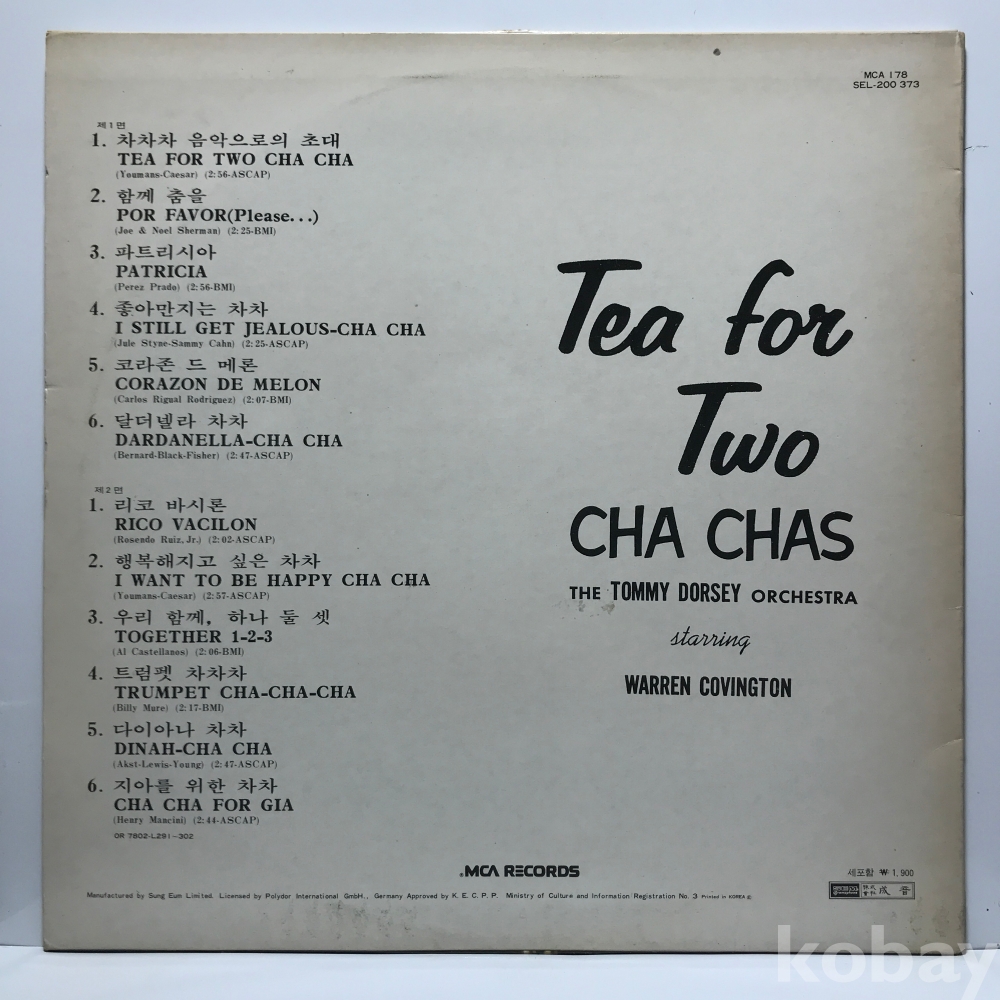 MCA 178
SEL-200 373
제1면
1. 차차차 음악으로의 초대
TEA FOR TWO CHA CHA
(Youmans-Caesar) (2:56-ASCAP)
2. 함께 춤을
POR FAVOR(Please...)
(Joe & Noel Sherman) (2:25-BMI)
3. 파트리시아
PATRICIA
(Perez Prado) (2:56-BMI)
4. 좋아만지는 차차
I STILL GET JEALOUS-CHA CHA
(Jule Styne-Sammy Cahn) (2:25-ASCAP)
5. 코라존 드 메론
CORAZON DE MELON
(Carlos Rigual Rodriguez) (2:07-BMI)
6. 달더넬라 차차
DARDANELLA-CHA CHA
(Bernard-Black-Fisher) (2:47-ASCAP)
제2면
1. 리코 바시론
RICO VACILON
(Rosendo Ruiz, Jr.) (2:02-ASCAP)
2. 행복해지고 싶은 차차
I WANT TO BE HAPPY CHA CHA
(Youmans-Caesar) (2:57-ASCAP)
3. 우리 함께, 하나 둘 셋
TOGETHER 1-2-3
(Al Castellanos) (2:06-BMI)
4. 트럼펫 차차차
TRUMPET CHA-CHA-CHA
(Billy Mure) (2:17-BMI)
5. 다이아나 차차
DINAH-CHA CHA
(Akst-Lewis-Young) (2:47-ASCAP)
6. 지아를 위한 차차
CHA CHA FOR GIA
(Henry Mancini) (2:44-ASCAP)
OR 7802-L291-302
Tea for
Two
CHA CHAS
THE TOMMY DORSEY ORCHESTRA
starring
WARREN COVINGTON
MCA RECORDS
세포함 ₩ 1,900
株式會社 成音
Manufactured by Sung Eum Limited. Licensed by Polydor International GmbH., Germany Approved by K. E. C. P. P. Ministry of Culture and Information Registration No. 3 Printed in KOREA ⓒ
kobay